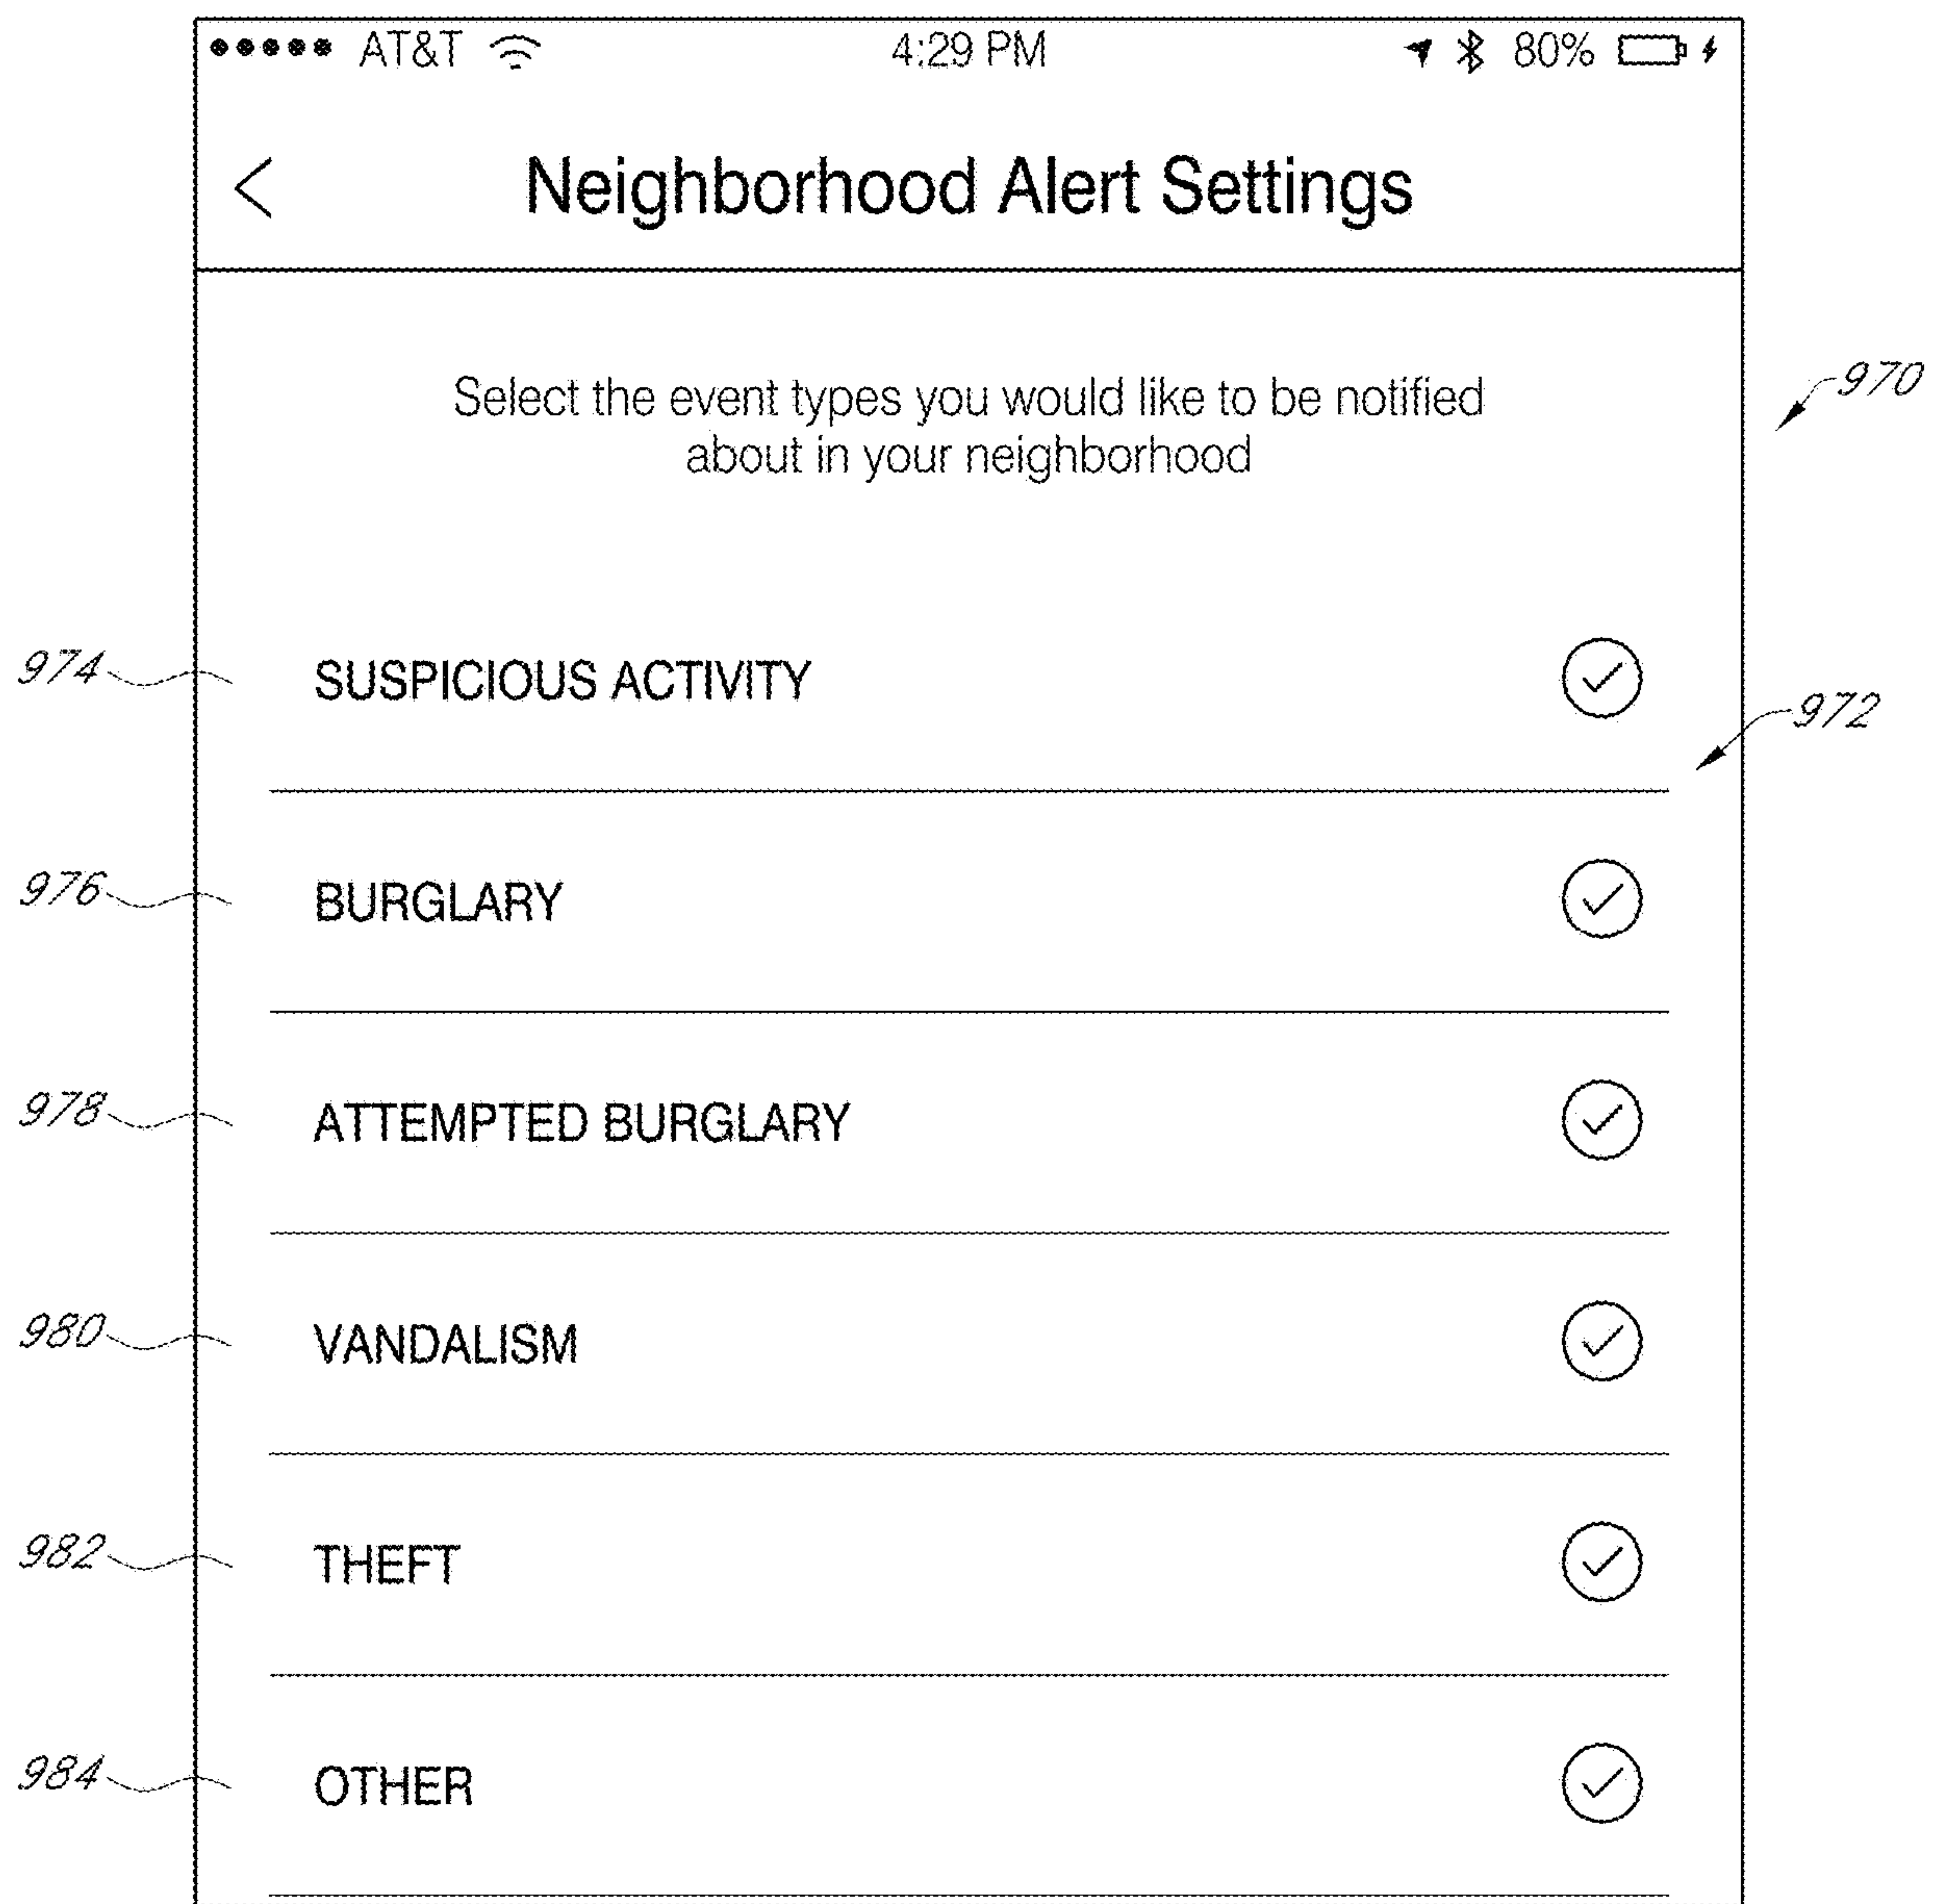 AT&T 4:29 PM 80%
Neighborhood Alert Settings
Select the event types you would like to be notified
about in your neighborhood
970
974 SUSPICIOUS ACTIVITY
972
976 BURGLARY
978 ATTEMPTED BURGLARY
980 VANDALISM
982 THEFT
984 OTHER